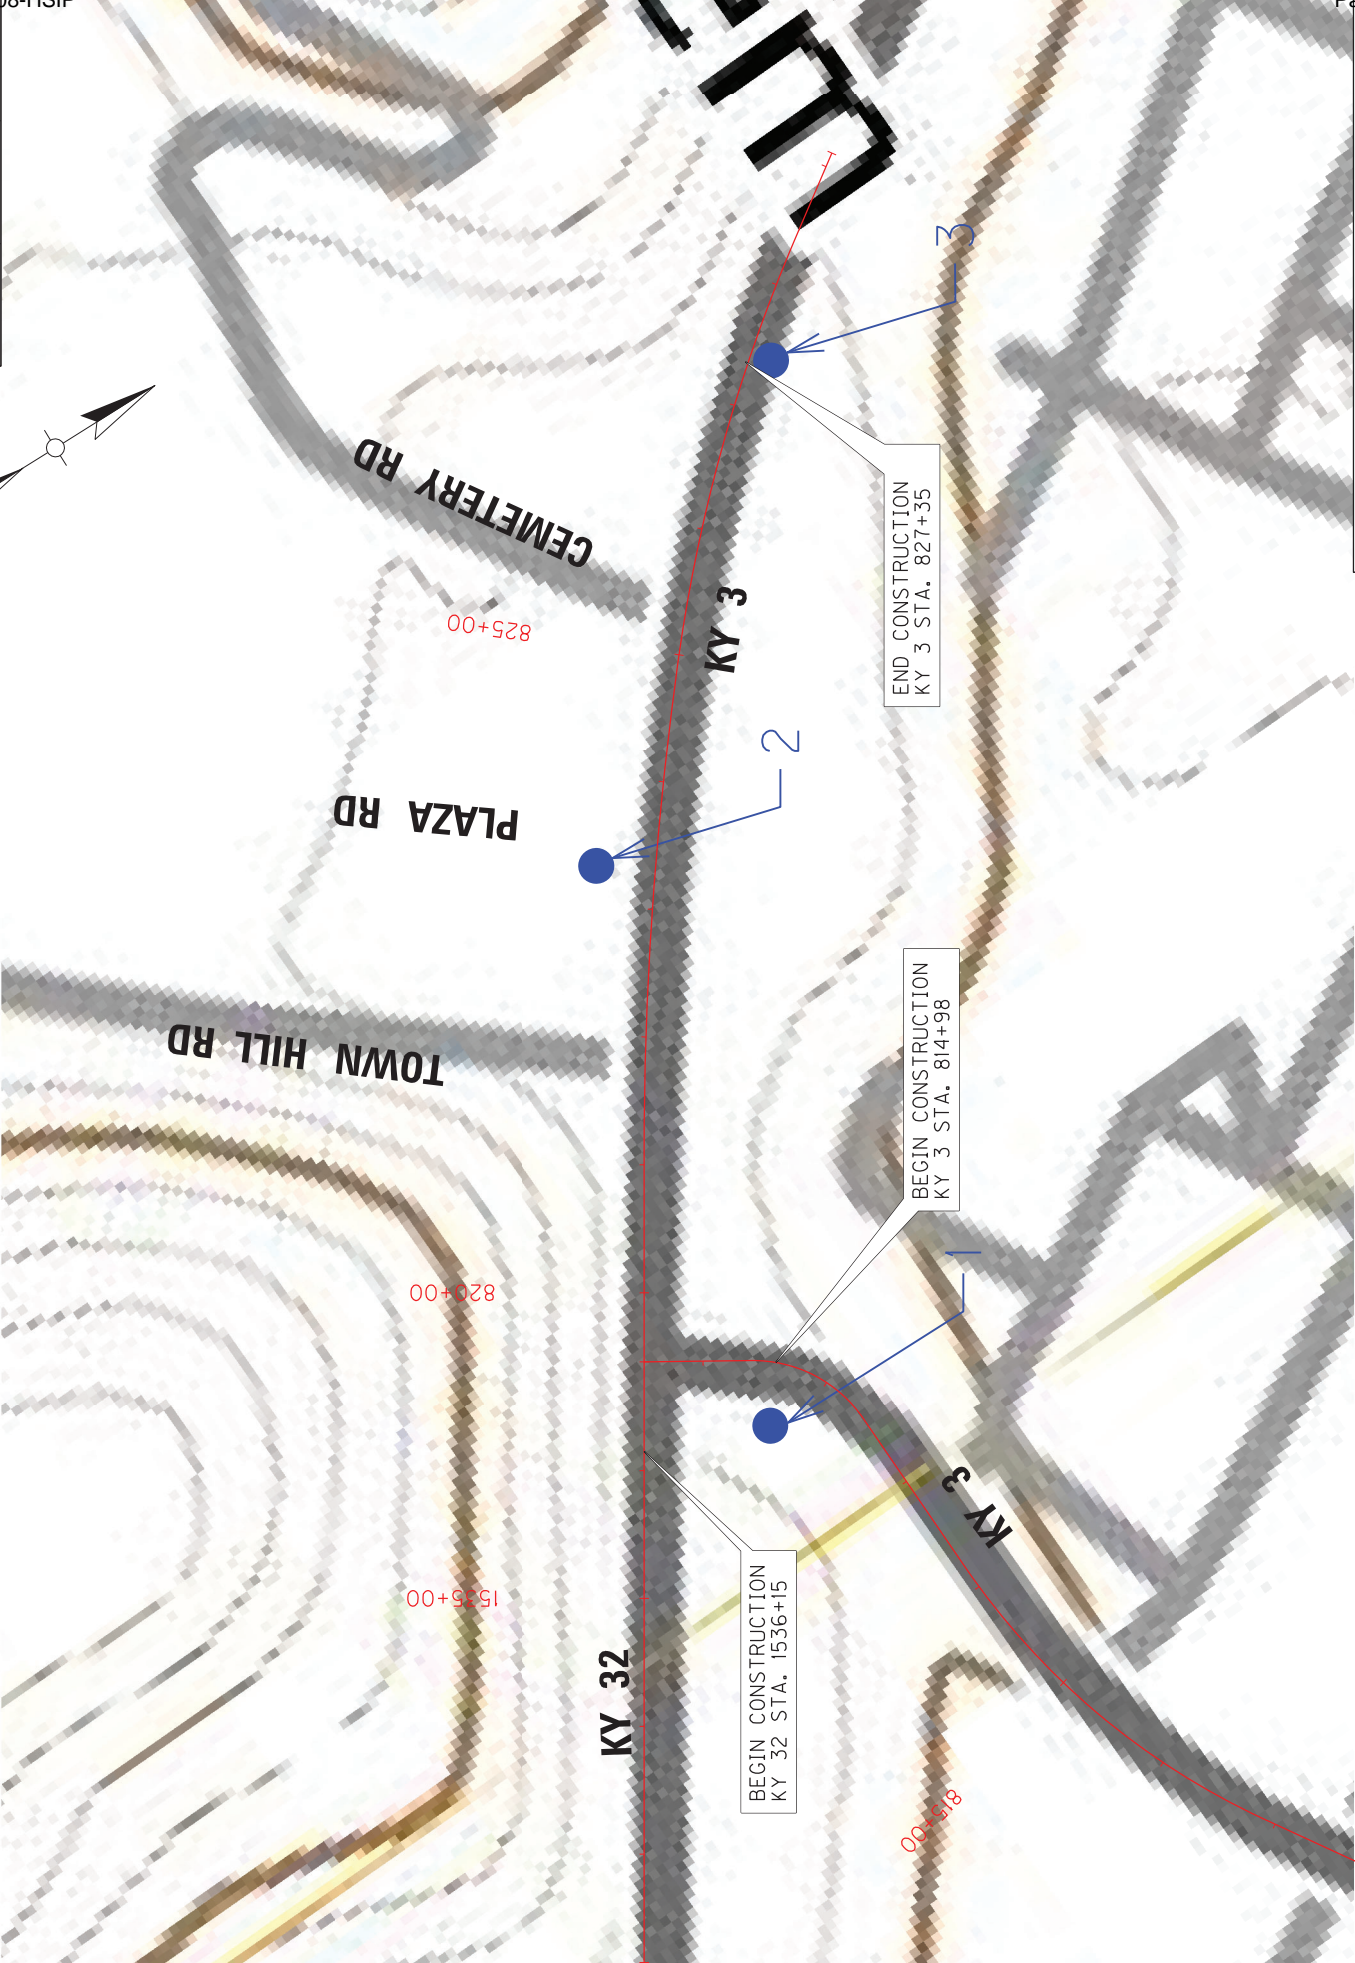 3
END CONSTRUCTION
KY 3 STA. 827+35
CEMETERY RD
825+00
KY 3
2
PLAZA RD
TOWN HILL RD
BEGIN CONSTRUCTION
KY 3 STA. 814+98
1
820+00
KY 3
1535+00
BEGIN CONSTRUCTION
KY 32 STA. 1536+15
KY 32
815+00